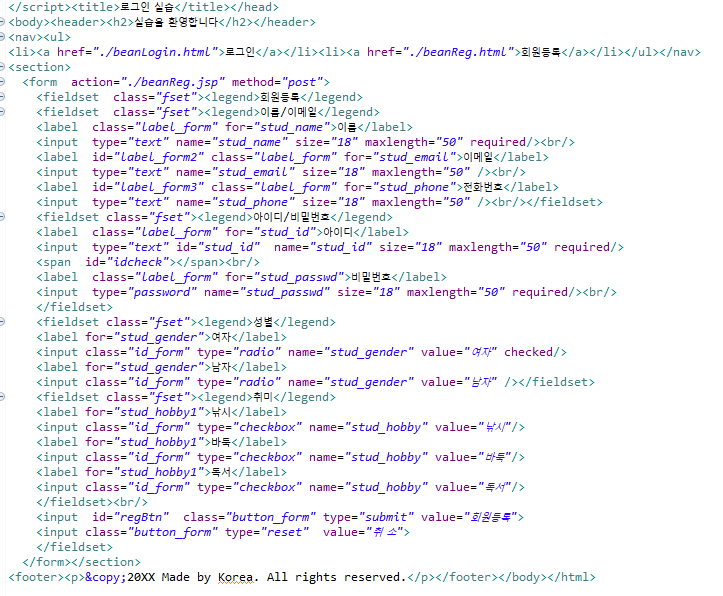 </script><title>로그인 실습</title></head>
<body><header><h2>실습을 환영합니다</h2></header>
<nav><ul>
<li><a href="./beanLogin.html">로그인</a></li><li><a href="./beanReg.html">회원등록</a></li></ul></nav>
<section>
<form  action="./beanReg.jsp" method="post">
<fieldset  class="fset"><legend>회원등록</legend>
<fieldset  class="fset"><legend>이름/이메일</legend>
<label  class="label_form" for="stud_name">이름</label>
<input  type="text" name="stud_name" size="18" maxlength="50" required/><br/>
<label  id="label_form2" class="label_form" for="stud_email">이메일</label>
<input  type="text" name="stud_email" size="18" maxlength="50" /><br/>
<label  id="label_form3" class="label_form" for="stud_phone">전화번호</label>
<input  type="text" name="stud_phone" size="18" maxlength="50" /><br/></fieldset>
<fieldset class="fset"><legend>아이디/비밀번호</legend>
<label  class="label_form" for="stud_id">아이디</label>
<input  type="text" id="stud_id"  name="stud_id" size="18" maxlength="50" required/>
<span  id="idcheck"></span><br/>
<label  class="label_form" for="stud_passwd">비밀번호</label>
<input  type="password" name="stud_passwd" size="18" maxlength="50" required/><br/>
</fieldset>
<fieldset class="fset"><legend>성별</legend>
<label for="stud_gender">여자</label>
<input class="id_form" type="radio" name="stud_gender" value="여자" checked/>
<label for="stud_gender">남자</label>
<input class="id_form" type="radio" name="stud_gender" value="남자" /></fieldset>
<fieldset class="fset"><legend>취미</legend>
<label for="stud_hobby1">낚시</label>
<input class="id_form" type="checkbox" name="stud_hobby" value="낚시"/>
<label for="stud_hobby1">바둑</label>
<input class="id_form" type="checkbox" name="stud_hobby" value="바둑"/>
<label for="stud_hobby1">독서</label>
<input class="id_form" type="checkbox" name="stud_hobby" value="독서"/>
</fieldset><br/>
<input  id="regBtn"  class="button_form" type="submit" value="회원등록">
<input class="button_form" type="reset"  value="취 소">
</fieldset>
</form></section>
<footer><p>&copy;20XX Made by Korea. All rights reserved.</p></footer></body></html>